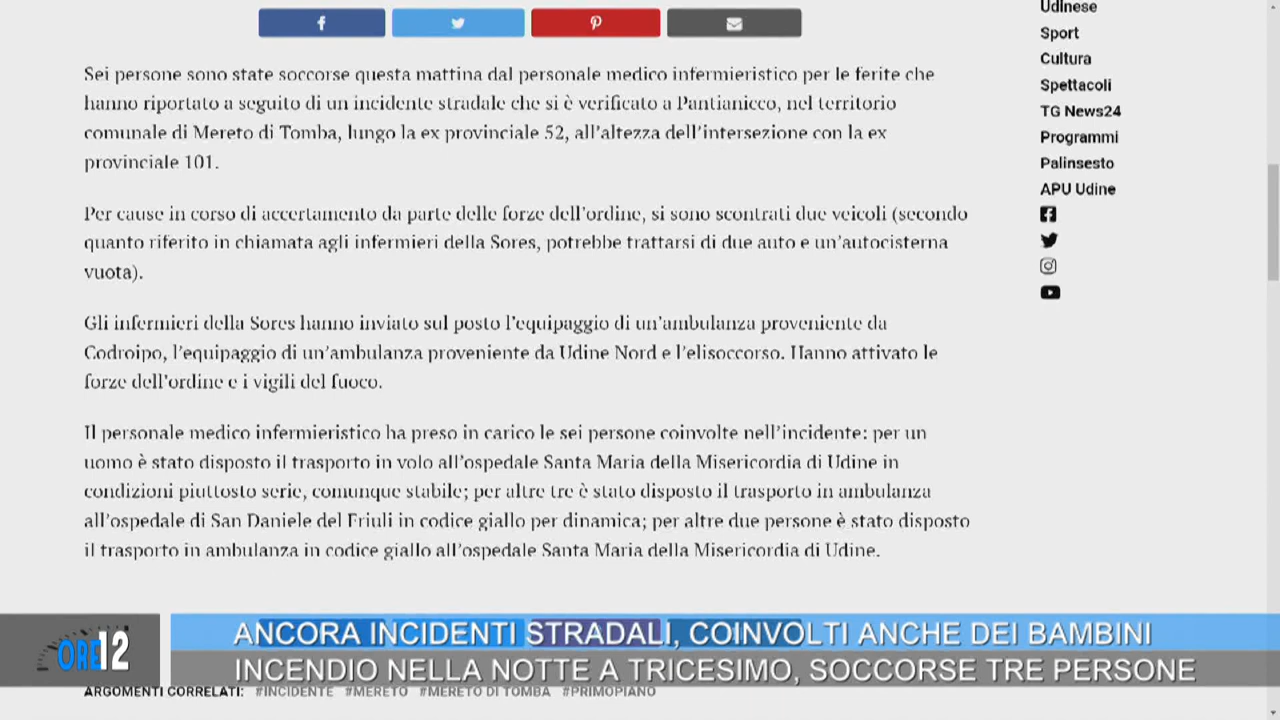 Sei persone sono state soccorse questa mattina dal personale medico infermieristico per le ferite che
hanno riportato a seguito di un incidente stradale che si è verificato a Pantianicco, nel territorio
comunale di Mereto di Tomba, lungo la ex provinciale 52, all'altezza dell'intersezione con la ex
provinciale 101.
Per cause in corso di accertamento da parte delle forze dell'ordine, si sono scontrati due veicoli (secondo
quanto riferito in chiamata agli infermieri della Sores, potrebbe trattarsi di due auto e un'autocisterna
vuota).
Gli infermieri della Sores hanno inviato sul posto l'equipaggio di un'ambulanza proveniente da
Codroipo, l'equipaggio di un'ambulanza proveniente da Udine Nord e l'elisoccorso. Hanno attivato le
forze dell'ordine e i vigili del fuoco.
Il personale medico infermieristico ha preso in carico le sei persone coinvolte nell'incidente: per un
uomo è stato disposto il trasporto in volo all'ospedale Santa Maria della Misericordia di Udine in
condizioni piuttosto serie, comunque stabile; per altre tre è stato disposto il trasporto in ambulanza
all'ospedale di San Daniele del Friuli in codice giallo per dinamica; per altre due persone è stato disposto
il trasporto in ambulanza in codice giallo all'ospedale Santa Maria della Misericordia di Udine.
Udinese
Sport
Cultura
Spettacoli
TG News24
Programmi
Palinsesto
APU Udine
ORE12
ANCORA INCIDENTI STRADALI, COINVOLTI ANCHE DEI BAMBINI
INCENDIO NELLA NOTTE A TRICESIMO, SOCCORSE TRE PERSONE
ARGOMENTI CORRELATI: #INCIDENTE #MERETO #MERETO DI TOMBA #PRIMOPIANO